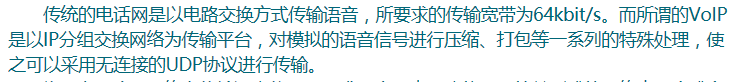 传统的电话网是以电路交换方式传输语音，所要求的传输宽带为64kbit/s。而所谓的VoIP
是以IP分组交换网络为传输平台，对模拟的语音信号进行压缩、打包等一系列的特殊处理，使
之可以采用无连接的UDP协议进行传输。